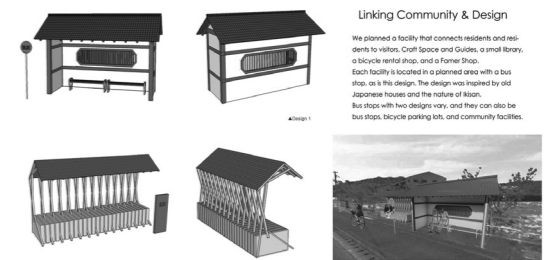 Linking Community & Design
We planned a facility that connects residents and resi-
dents to visitors, Craft Space and Guides, a small library,
a bicycle rental shop, and a Famer Shop.
Each facility is located in a planned area with a bus
stop, as is this design. The design was inspired by old
Japanese houses and the nature of Ikisan.
Bus stops with two designs vary, and they can also be
bus stops, bicycle parking lots, and community facilities.
▲Design 1